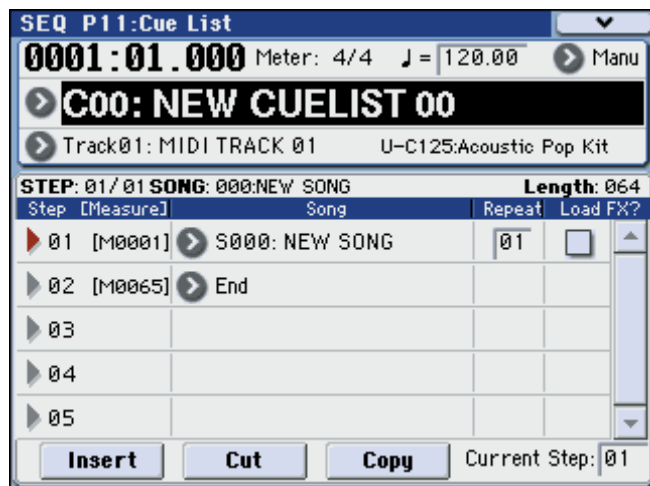 SEQ P11:Cue List
0001:01.000 Meter: 4/4 ♩= 120.00 Manu
C00: NEW CUELIST 00
Track01: MIDI TRACK 01 U-C125:Acoustic Pop Kit
STEP: 01/01 SONG: 000:NEW SONG Length: 064
Step [Measure] Song Repeat Load FX?
01 [M0001] S000: NEW SONG 01
02 [M0065] End
03
04
05
Insert Cut Copy Current Step: 01